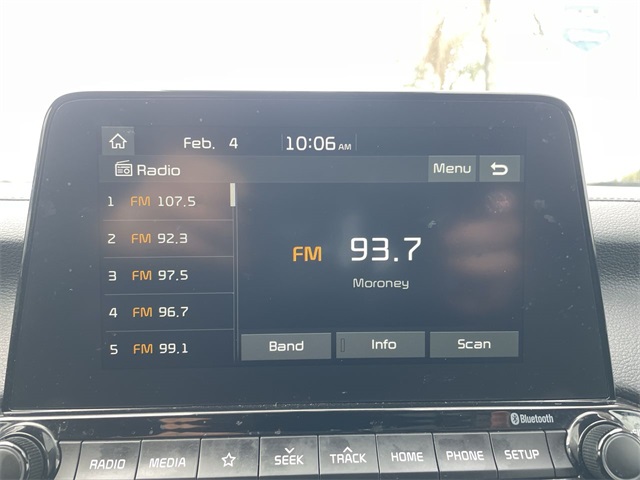 Feb. 4 10:06 AM
Radio Menu
1 FM 107.5
2 FM 92.3
3 FM 97.5
4 FM 96.7
5 FM 99.1
FM 93.7
Moroney
Band Info Scan
Bluetooth
RADIO MEDIA SEEK TRACK HOME PHONE SETUP